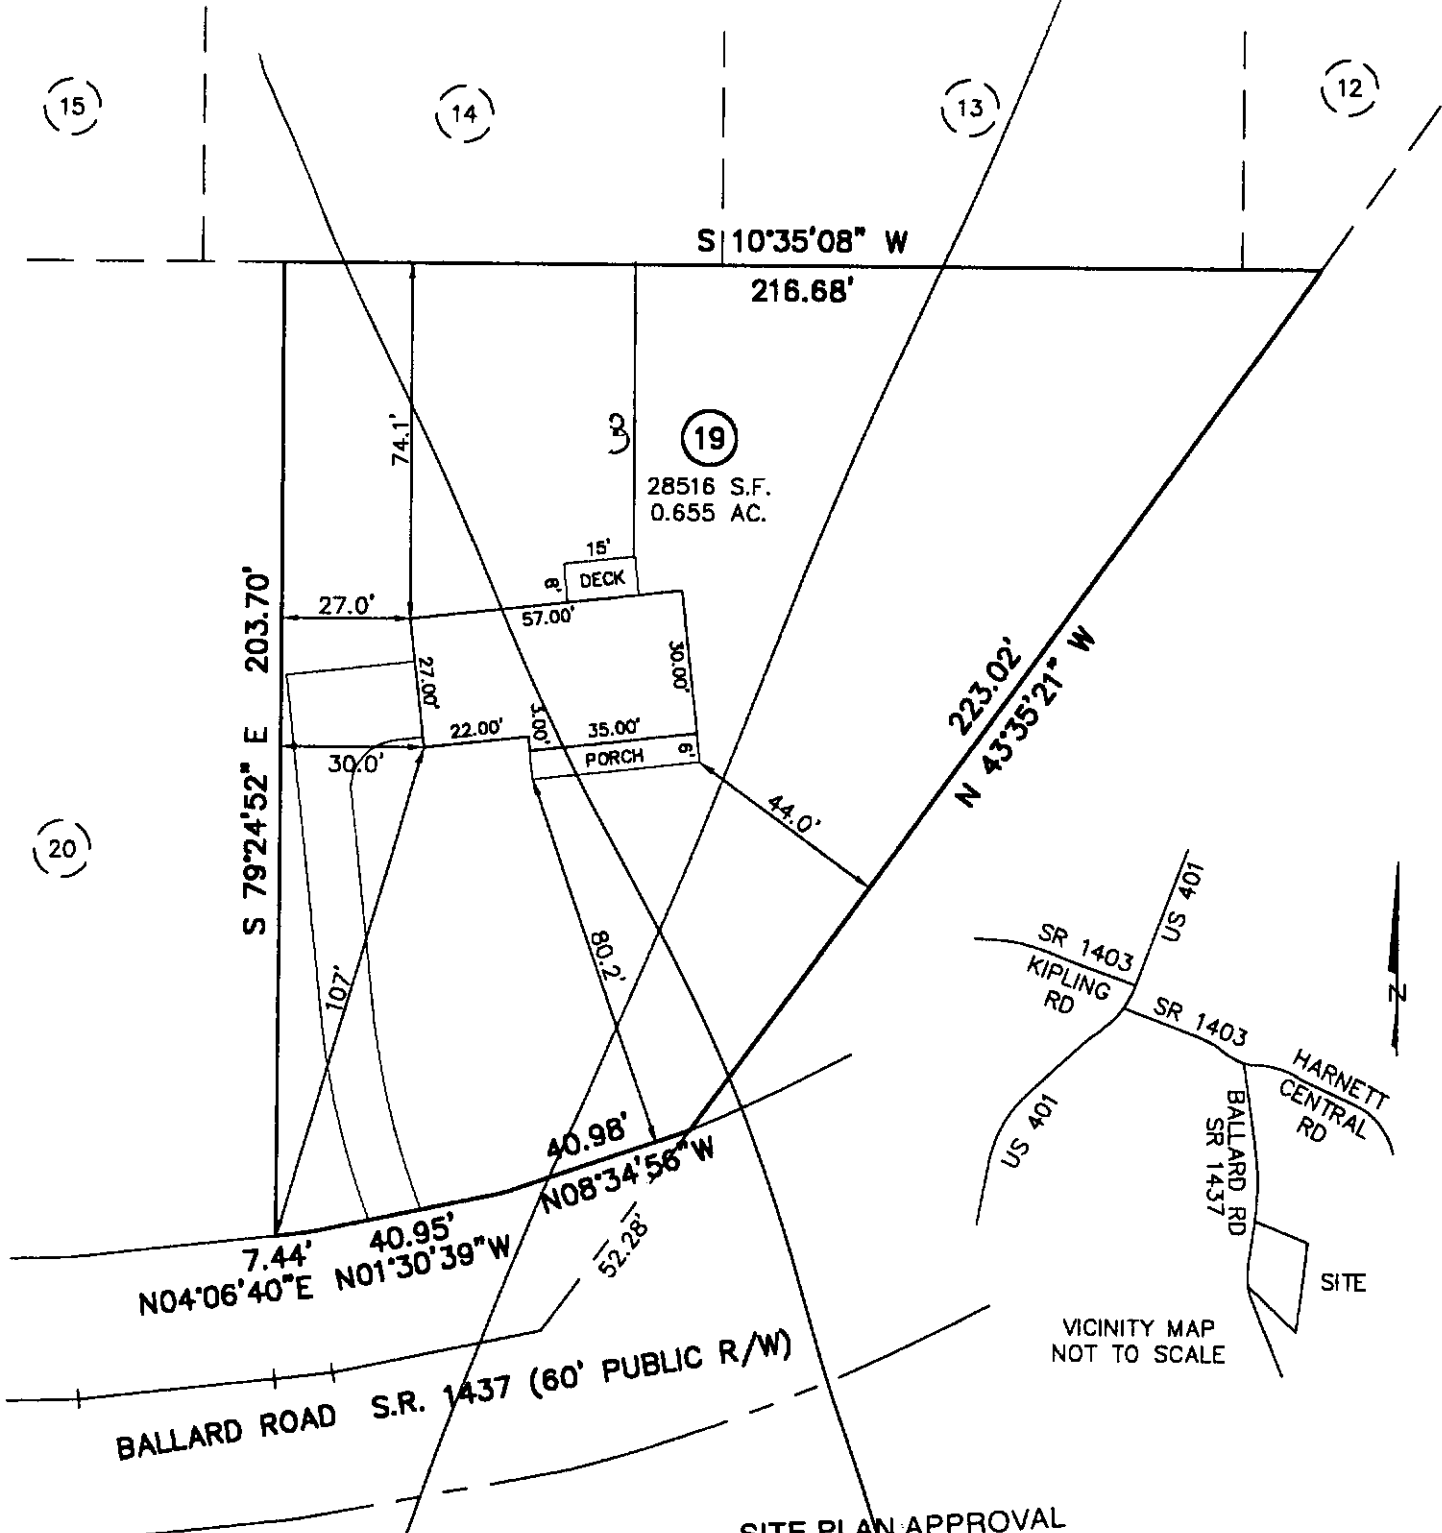 15
14
13
12
S 10°35'08" W
216.68'
74.1'
19
28516 S.F.
0.655 AC.
15'
8'
DECK
27.0'
57.00'
S 79°24'52" E 203.70'
27.00'
30.00'
22.00'
3.00'
35.00'
30.0'
PORCH
6'
223.02'
N 43°35'21" W
44.0'
20
107'
80.2'
US 401
SR 1403
KIPLING
RD
SR 1403
N
HARNETT
CENTRAL
RD
US 401
BALLARD RD
SR 1437
SITE
VICINITY MAP
NOT TO SCALE
40.98'
N08°34'56"W
40.95'
N01°30'39"W
7.44'
N04°06'40"E
52.28'
BALLARD ROAD S.R. 1437 (60' PUBLIC R/W)
SITE PLAN APPROVAL